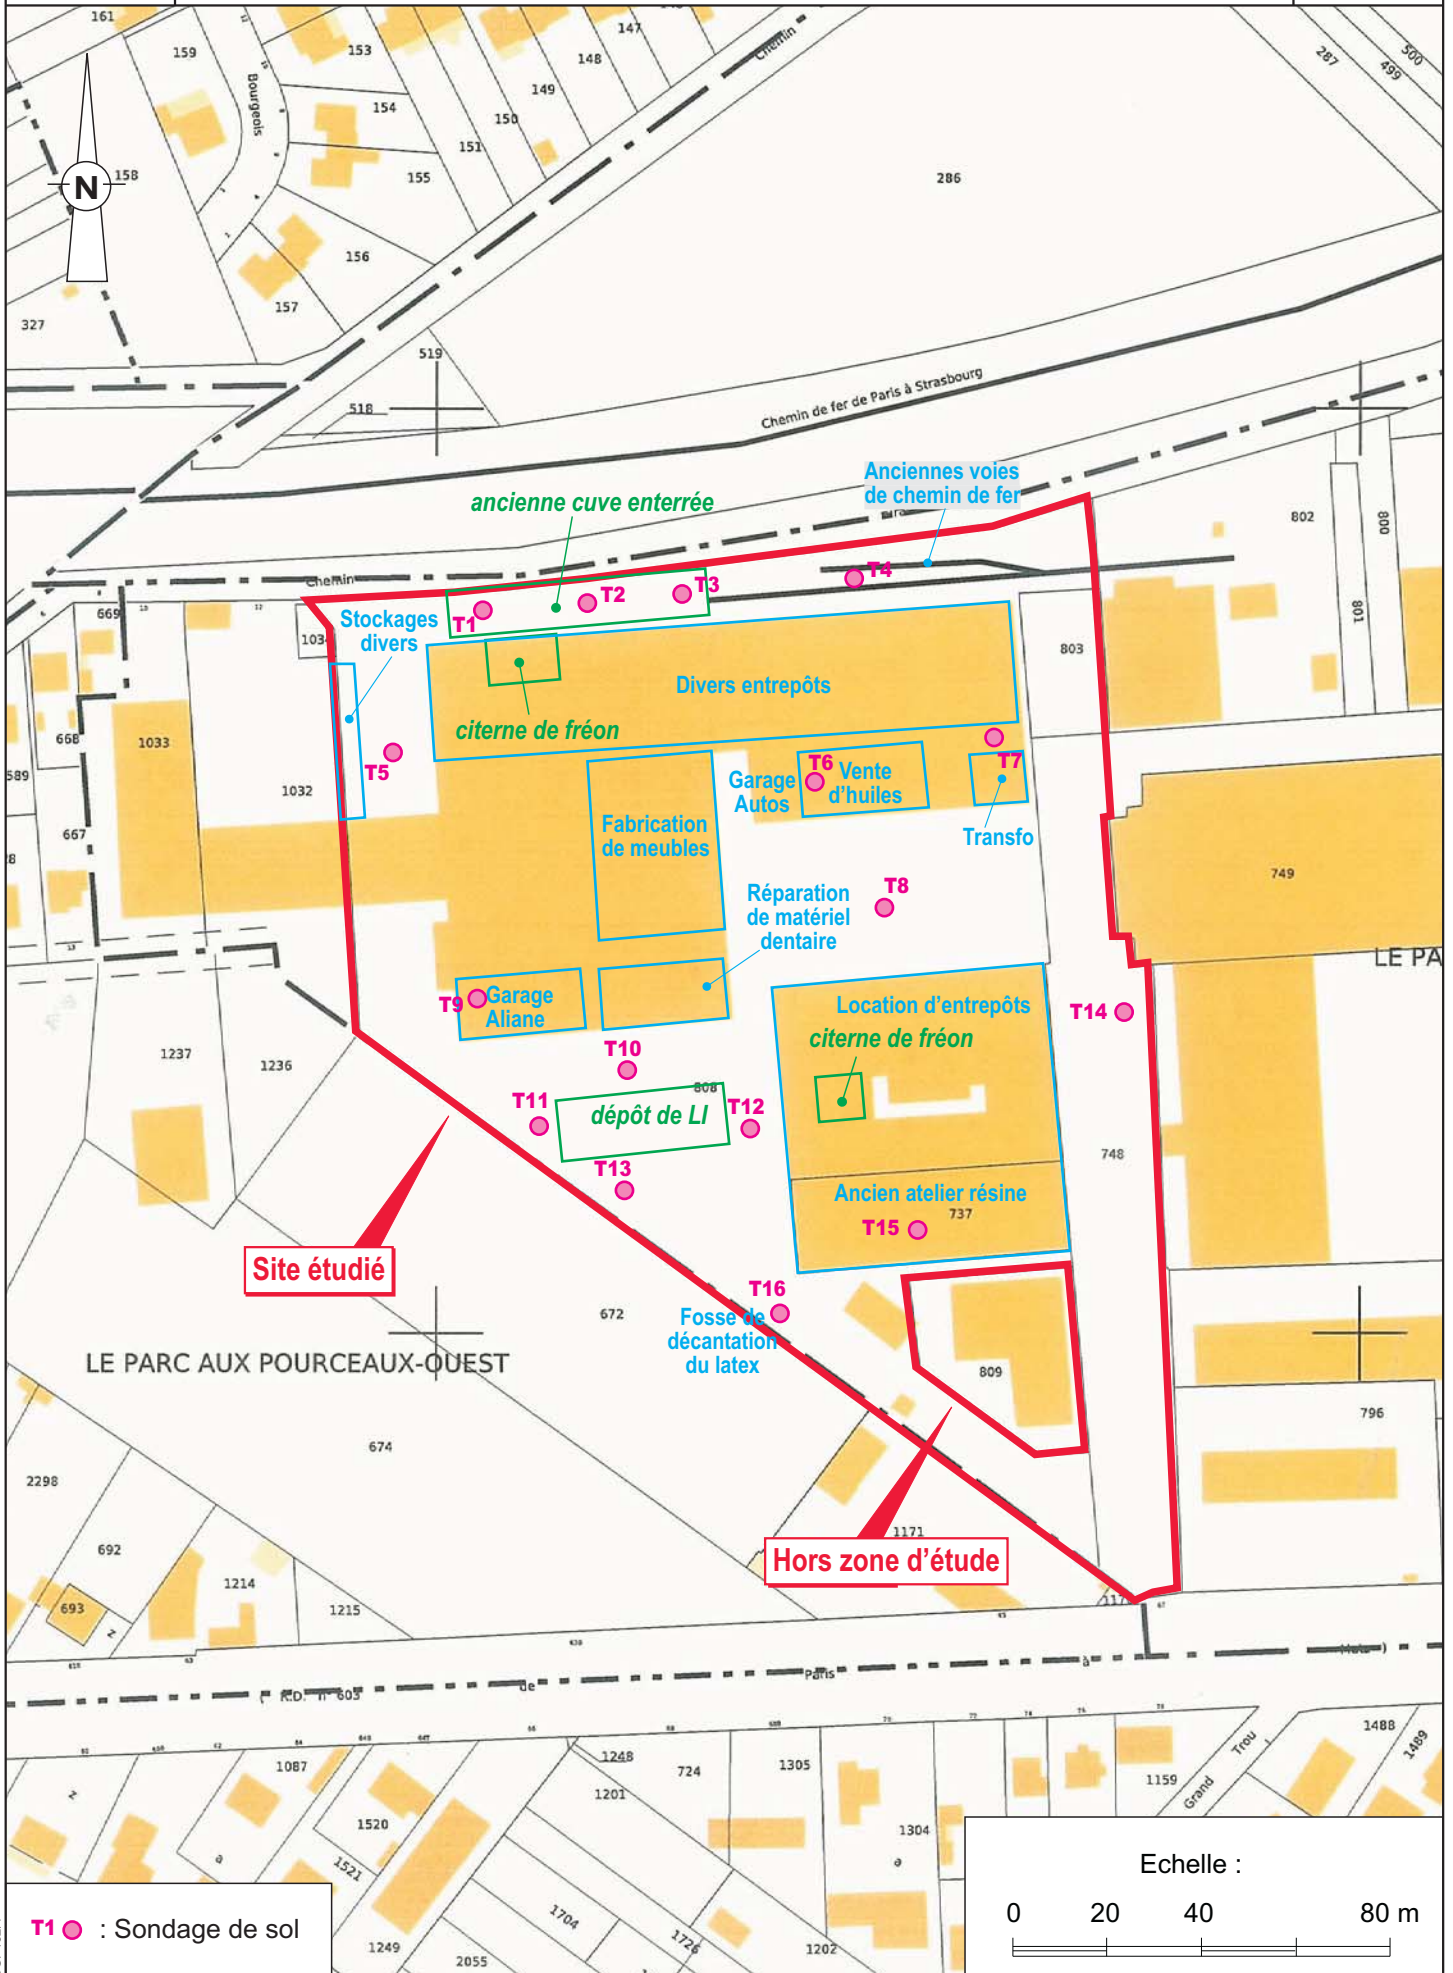 161
159
153
147
148
149
150
151
154
155
156
157
158
327
Bourgeois
Chemin
286
287
499
500
N
519
518
Chemin de fer de Paris à Strasbourg
ancienne cuve enterrée
Anciennes voies
de chemin de fer
Chemin
802
800
801
803
669
1034
Stockages
divers
T1
T2
T3
T4
Divers entrepôts
citerne de fréon
668
1033
589
667
1032
T5
T6
T7
Garage
Autos
Vente
d'huiles
Transfo
Fabrication
de meubles
Réparation
de matériel
dentaire
T8
749
LE PA
T9
Garage
Aliane
Location d'entrepôts
citerne de fréon
T14
T10
T11
T12
T13
808
dépôt de LI
1237
1236
748
Ancien atelier résine
737
T15
T16
Site étudié
672
Fosse de
décantation
du latex
LE PARC AUX POURCEAUX-OUEST
809
796
674
2298
692
693
1214
1215
1171
Hors zone d'étude
( R.D. n° 603
de
Paris
à
Metz )
1087
1248
1201
724
1305
1304
1159
Grand
Trou
1488
1489
1520
1521
1704
1726
1249
2055
1202
T1 : Sondage de sol
Echelle :
0 20 40 80 m